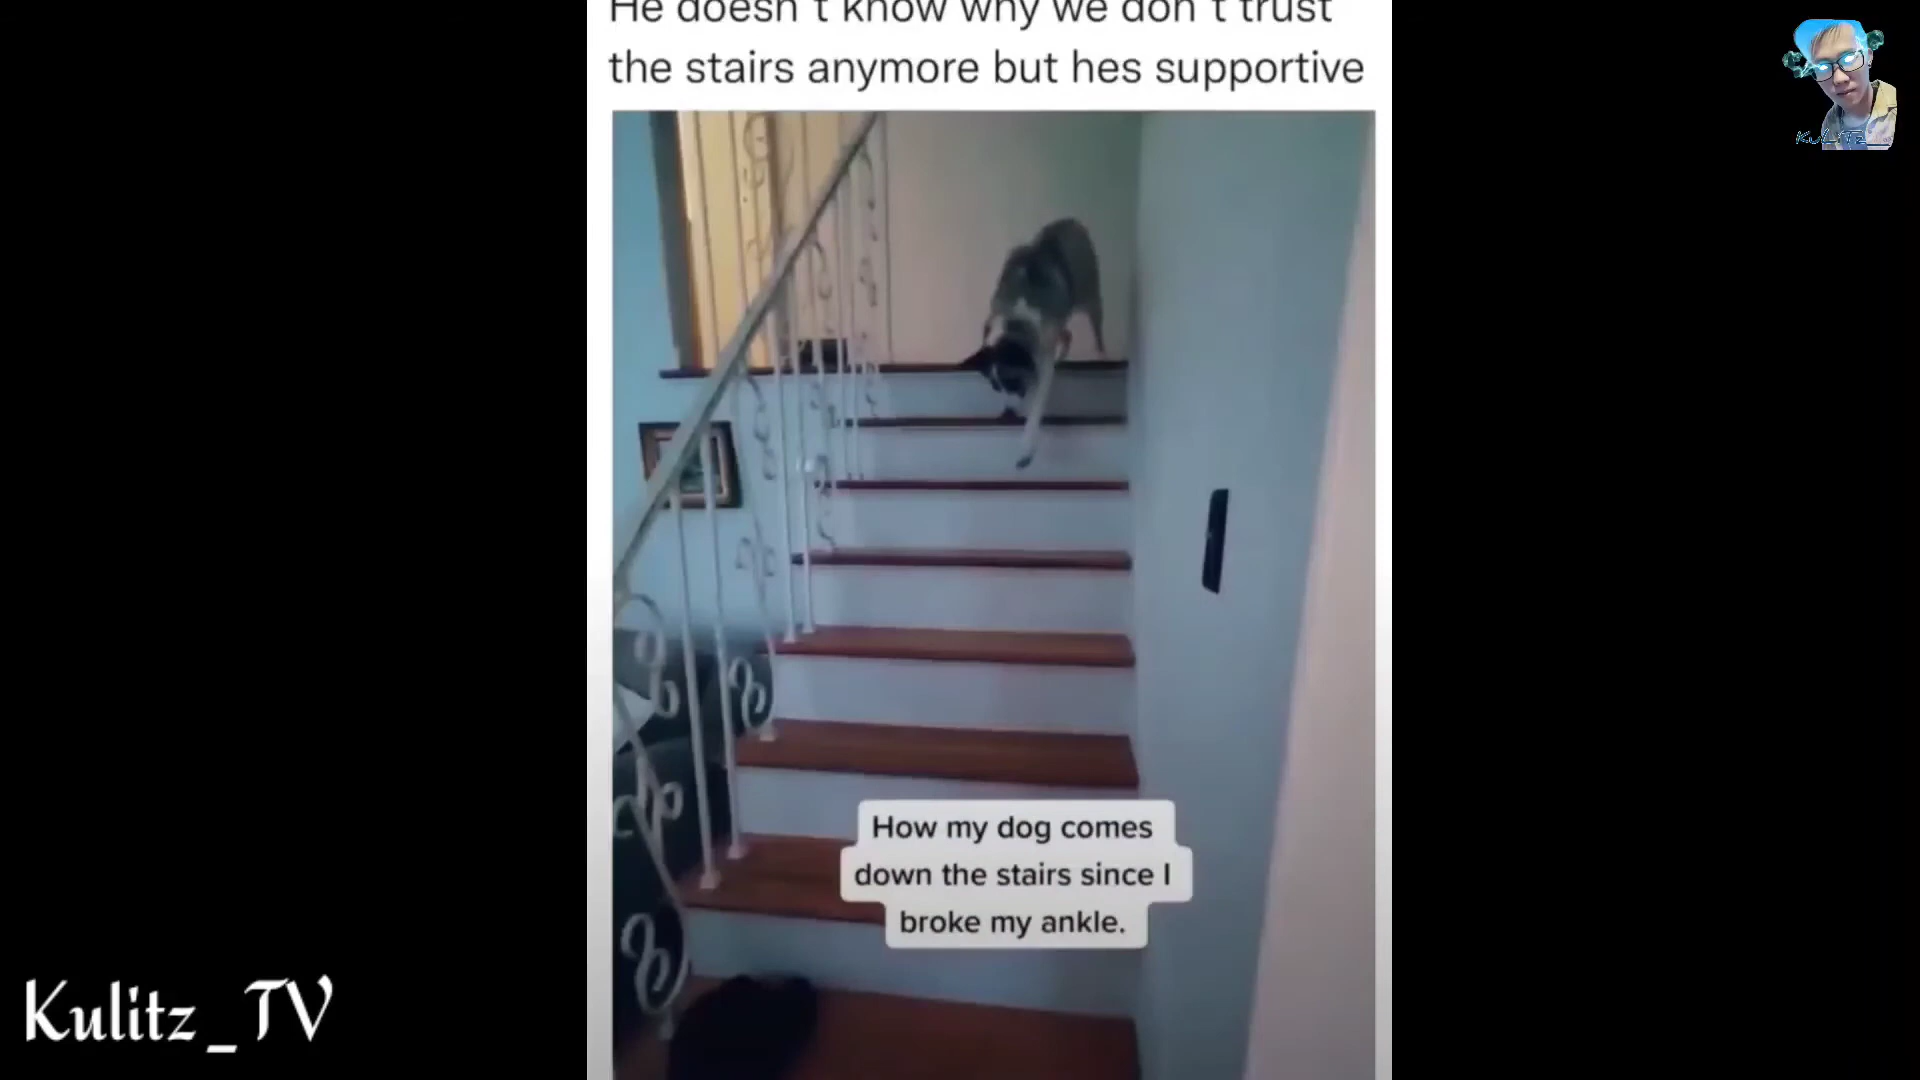 He doesn't know why we don't trust
the stairs anymore but hes supportive
How my dog comes
down the stairs since I
broke my ankle.
Kulitz_TV
KuLiTz_